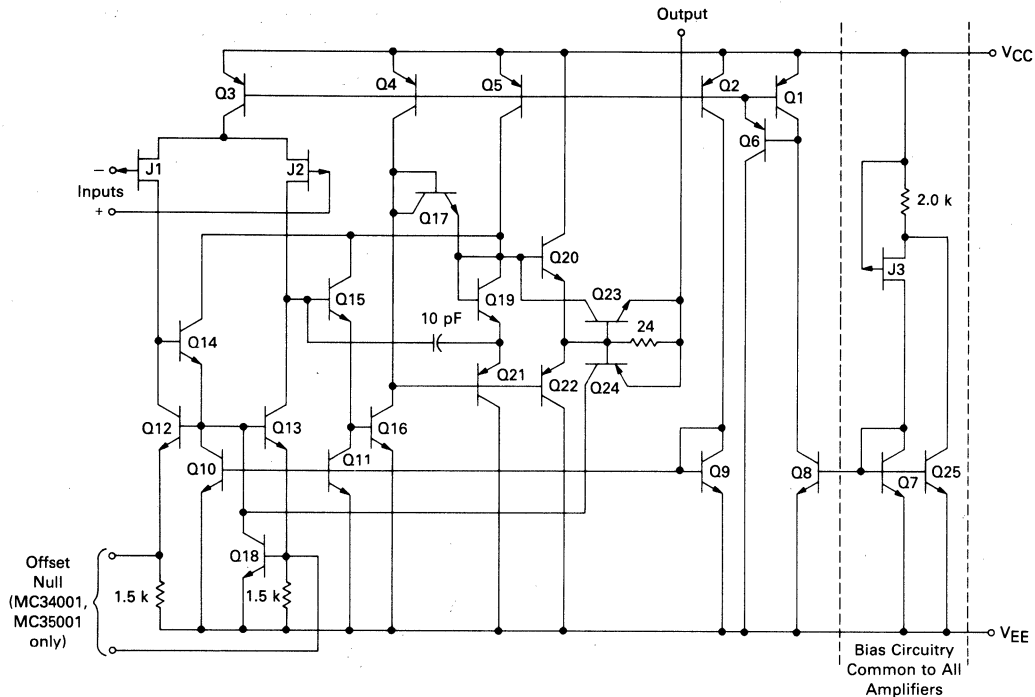 Output
VCC
Q3
Q4
Q5
Q2
Q1
Q6
−
J1
J2
Inputs
+
2.0 k
J3
Q17
Q20
Q15
Q19
Q23
10 pF
24
Q14
Q21
Q22
Q24
Q12
Q13
Q16
Q10
Q11
Q9
Q8
Q7
Q25
Q18
Offset
Null
(MC34001,
MC35001
only)
1.5 k
1.5 k
VEE
Bias Circuitry
Common to All
Amplifiers